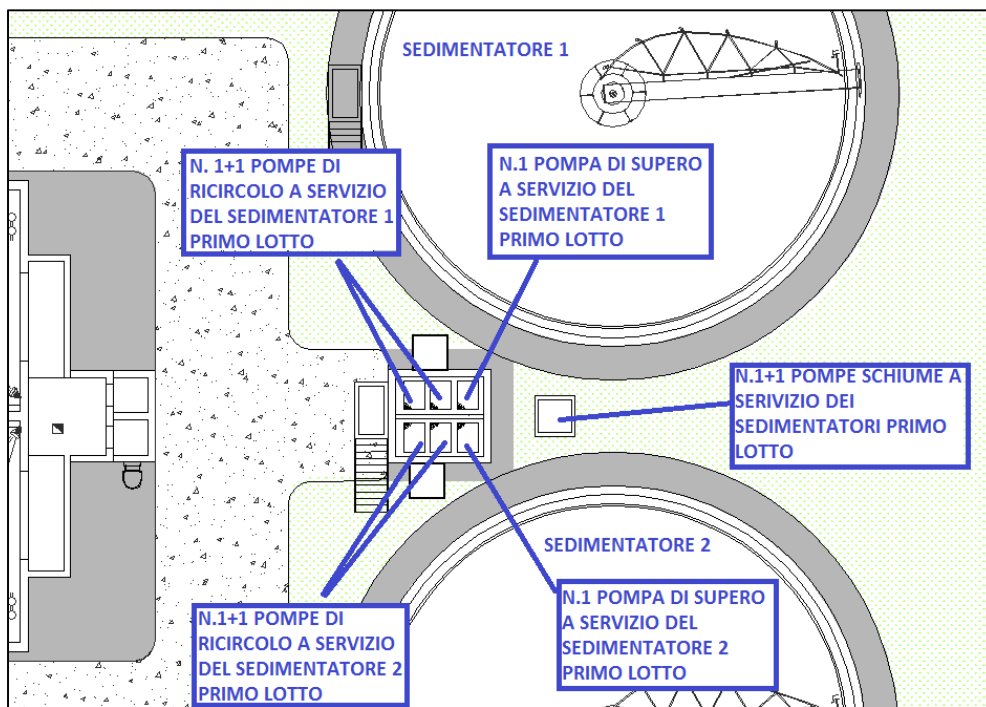 SEDIMENTATORE 1
N. 1+1 POMPE DI
RICIRCOLO A SERVIZIO
DEL SEDIMENTATORE 1
PRIMO LOTTO
N.1 POMPA DI SUPERO
A SERVIZIO DEL
SEDIMENTATORE 1
PRIMO LOTTO
N.1+1 POMPE SCHIUME A
SERIVIZIO DEI
SEDIMENTATORI PRIMO
LOTTO
SEDIMENTATORE 2
N.1+1 POMPE DI
RICIRCOLO A SERVIZIO
DEL SEDIMENTATORE 2
PRIMO LOTTO
N.1 POMPA DI SUPERO
A SERVIZIO DEL
SEDIMENTATORE 2
PRIMO LOTTO